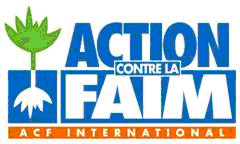 ACTION
CONTRE LA
FAIM
ACF INTERNATIONAL